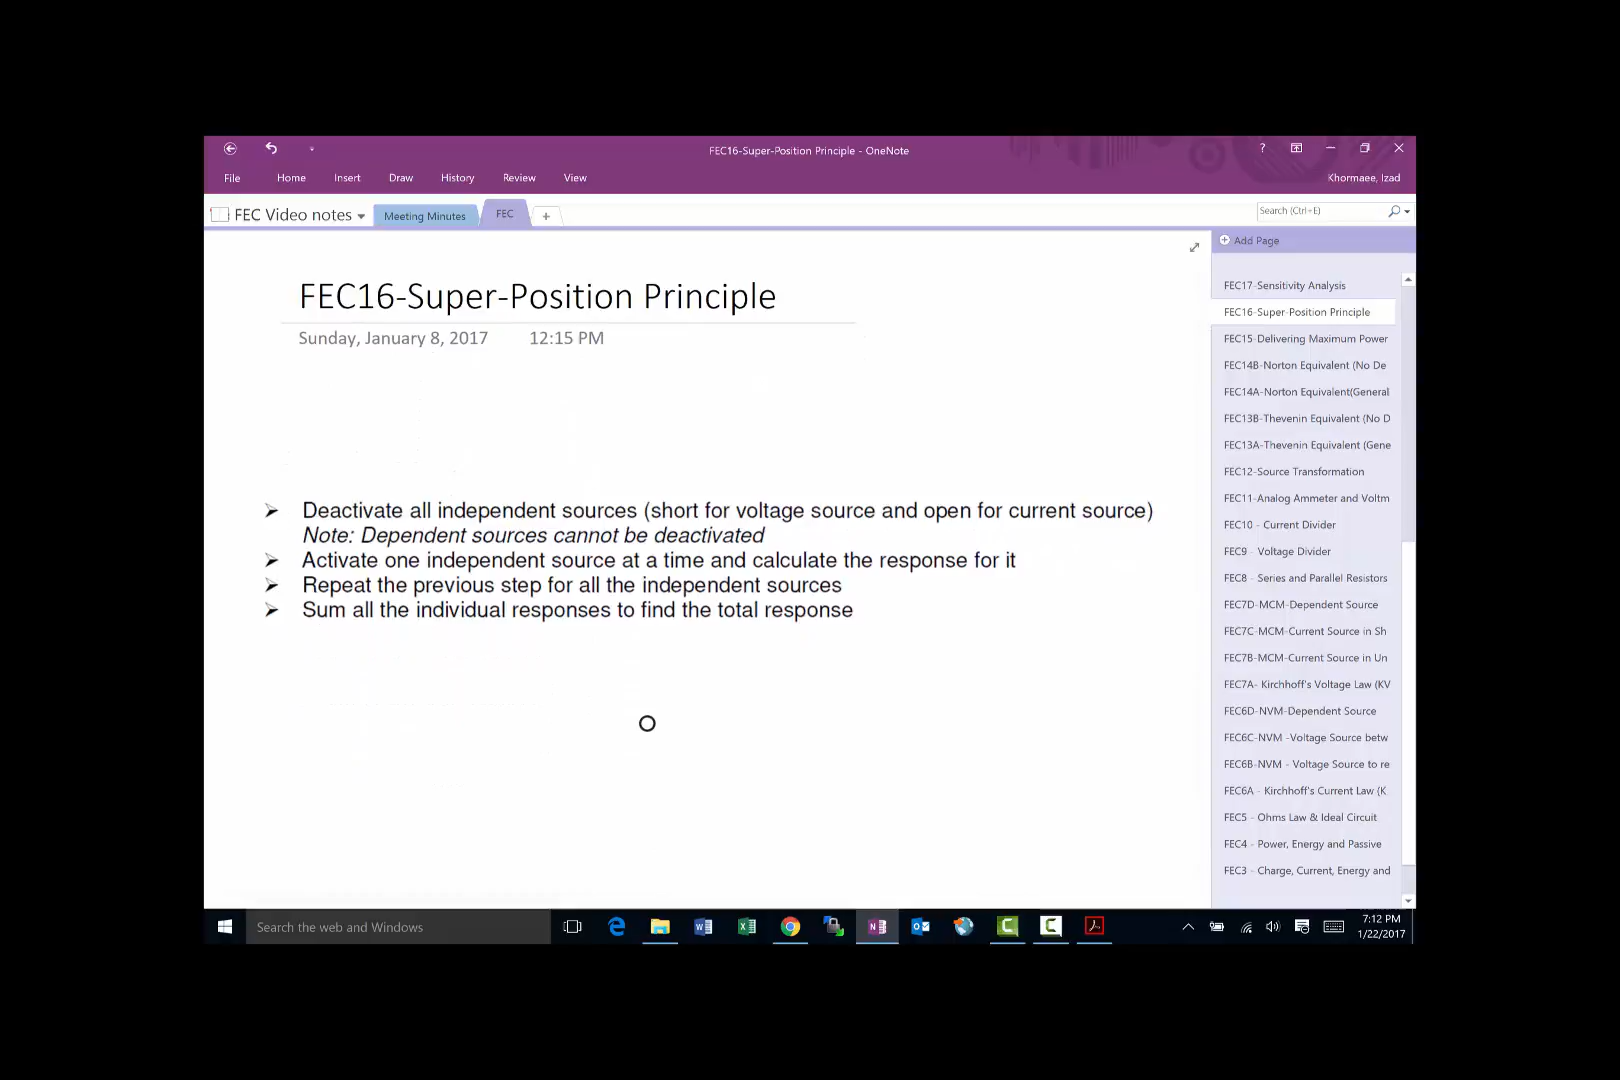 FEC16-Super-Position Principle - OneNote
?
File Home Insert Draw History Review View
Khormaee, Izad
FEC Video notes Meeting Minutes FEC +
Search (Ctrl+E)
Add Page
FEC16-Super-Position Principle
Sunday, January 8, 2017 12:15 PM
➢ Deactivate all independent sources (short for voltage source and open for current source)
Note: Dependent sources cannot be deactivated
➢ Activate one independent source at a time and calculate the response for it
➢ Repeat the previous step for all the independent sources
➢ Sum all the individual responses to find the total response
FEC17-Sensitivity Analysis
FEC16-Super-Position Principle
FEC15-Delivering Maximum Power
FEC14B-Norton Equivalent (No De
FEC14A-Norton Equivalent(General
FEC13B-Thevenin Equivalent (No D
FEC13A-Thevenin Equivalent (Gene
FEC12-Source Transformation
FEC11-Analog Ammeter and Voltm
FEC10 - Current Divider
FEC9 - Voltage Divider
FEC8 - Series and Parallel Resistors
FEC7D-MCM-Dependent Source
FEC7C-MCM-Current Source in Sh
FEC7B-MCM-Current Source in Un
FEC7A- Kirchhoff's Voltage Law (KV
FEC6D-NVM-Dependent Source
FEC6C-NVM -Voltage Source betw
FEC6B-NVM - Voltage Source to re
FEC6A - Kirchhoff's Current Law (K
FEC5 - Ohms Law & Ideal Circuit
FEC4 - Power, Energy and Passive
FEC3 - Charge, Current, Energy and
Search the web and Windows
7:12 PM
1/22/2017